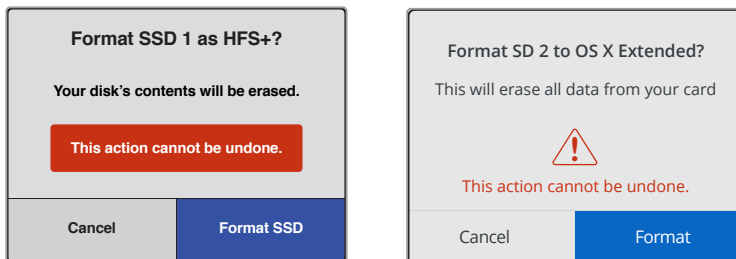 Format SSD 1 as HFS+?
Your disk's contents will be erased.
This action cannot be undone.
Cancel
Format SSD
Format SD 2 to OS X Extended?
This will erase all data from your card
This action cannot be undone.
Cancel
Format